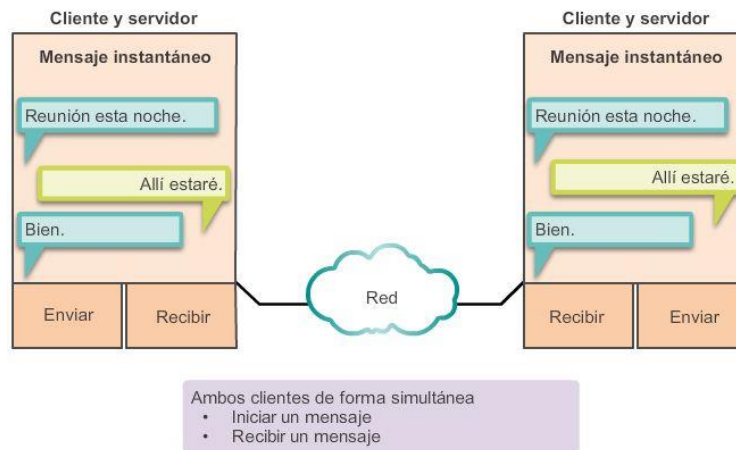 Cliente y servidor
Mensaje instantáneo
Reunión esta noche.
Allí estaré.
Bien.
Enviar
Recibir
Red
Cliente y servidor
Mensaje instantáneo
Reunión esta noche.
Allí estaré.
Bien.
Recibir
Enviar
Ambos clientes de forma simultánea
• Iniciar un mensaje
• Recibir un mensaje